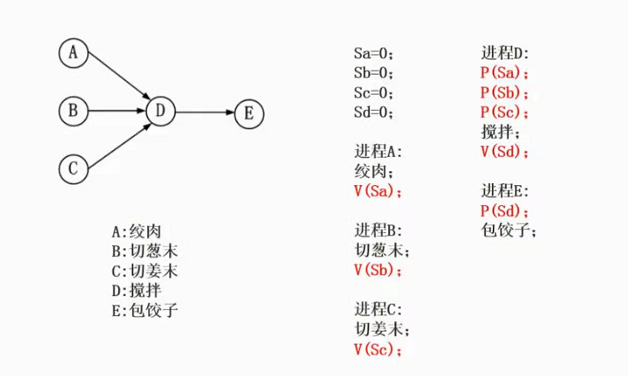 A
B
C
D
E
A:绞肉
B:切葱末
C:切姜末
D:搅拌
E:包饺子
Sa=0;
Sb=0;
Sc=0;
Sd=0;
进程A:
绞肉;
V(Sa);
进程B:
切葱末;
V(Sb);
进程C:
切姜末;
V(Sc);
进程D:
P(Sa);
P(Sb);
P(Sc);
搅拌;
V(Sd);
进程E:
P(Sd);
包饺子;